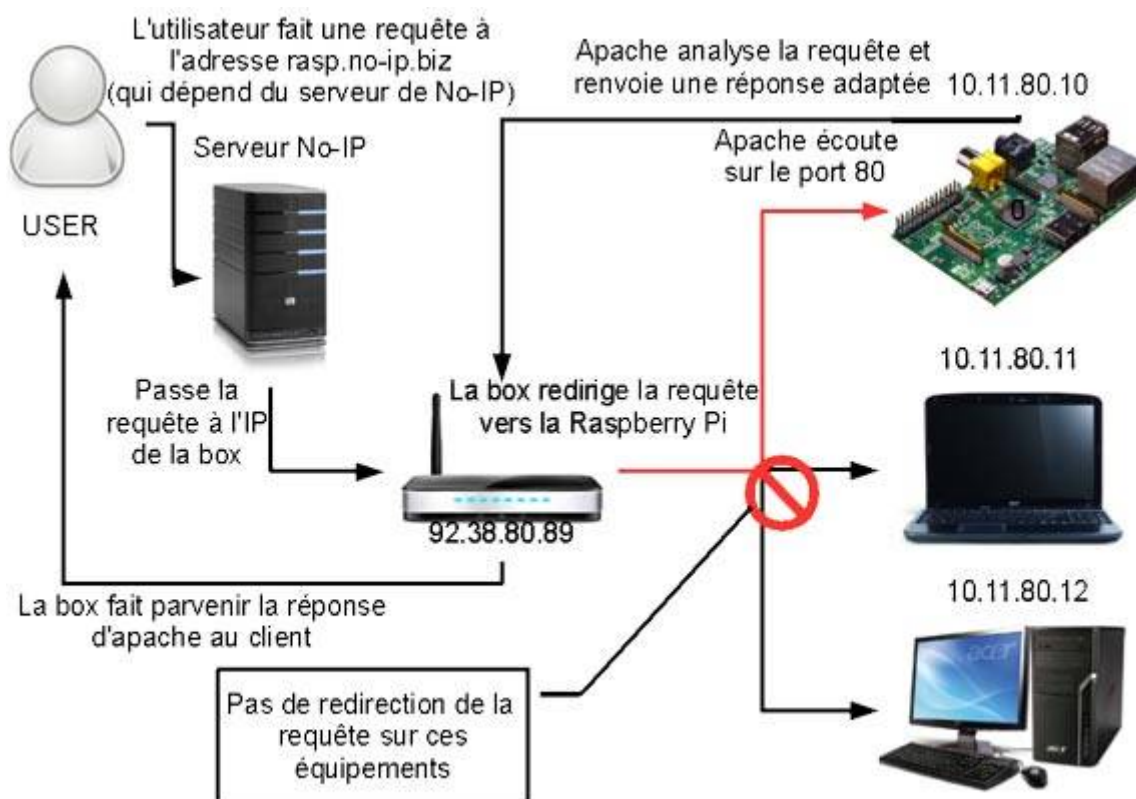 L'utilisateur fait une requête à
l'adresse rasp.no-ip.biz
(qui dépend du serveur de No-IP)
USER
Serveur No-IP
Passe la
requête à l'IP
de la box
La box redirige la requête
vers la Raspberry Pi
92.38.80.89
Apache analyse la requête et
renvoie une réponse adaptée
10.11.80.10
Apache écoute
sur le port 80
10.11.80.11
10.11.80.12
La box fait parvenir la réponse
d'apache au client
Pas de redirection de la
requête sur ces
équipements
acer